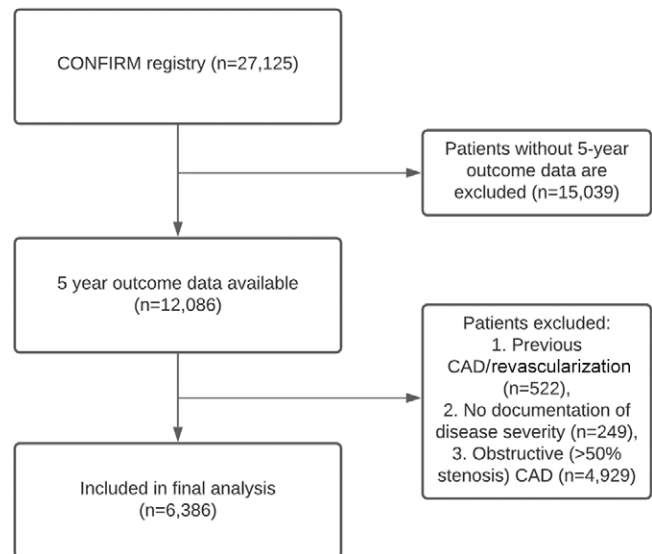 CONFIRM registry (n=27,125)
Patients without 5-year
outcome data are
excluded (n=15,039)
5 year outcome data available
(n=12,086)
Patients excluded:
1. Previous
CAD/revascularization
(n=522),
2. No documentation of
disease severity (n=249),
3. Obstructive (>50%
stenosis) CAD (n=4,929)
Included in final analysis
(n=6,386)